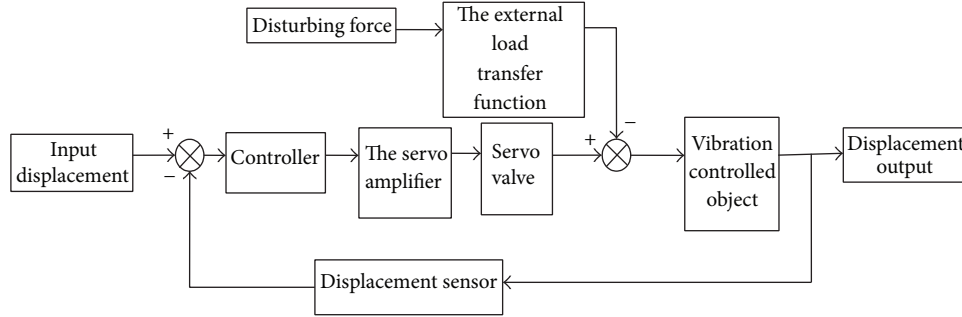 Disturbing force
The external
load
transfer
function
−
+
+
Input
displacement
−
Controller
The servo
amplifier
Servo
valve
Vibration
controlled
object
Displacement
output
Displacement sensor